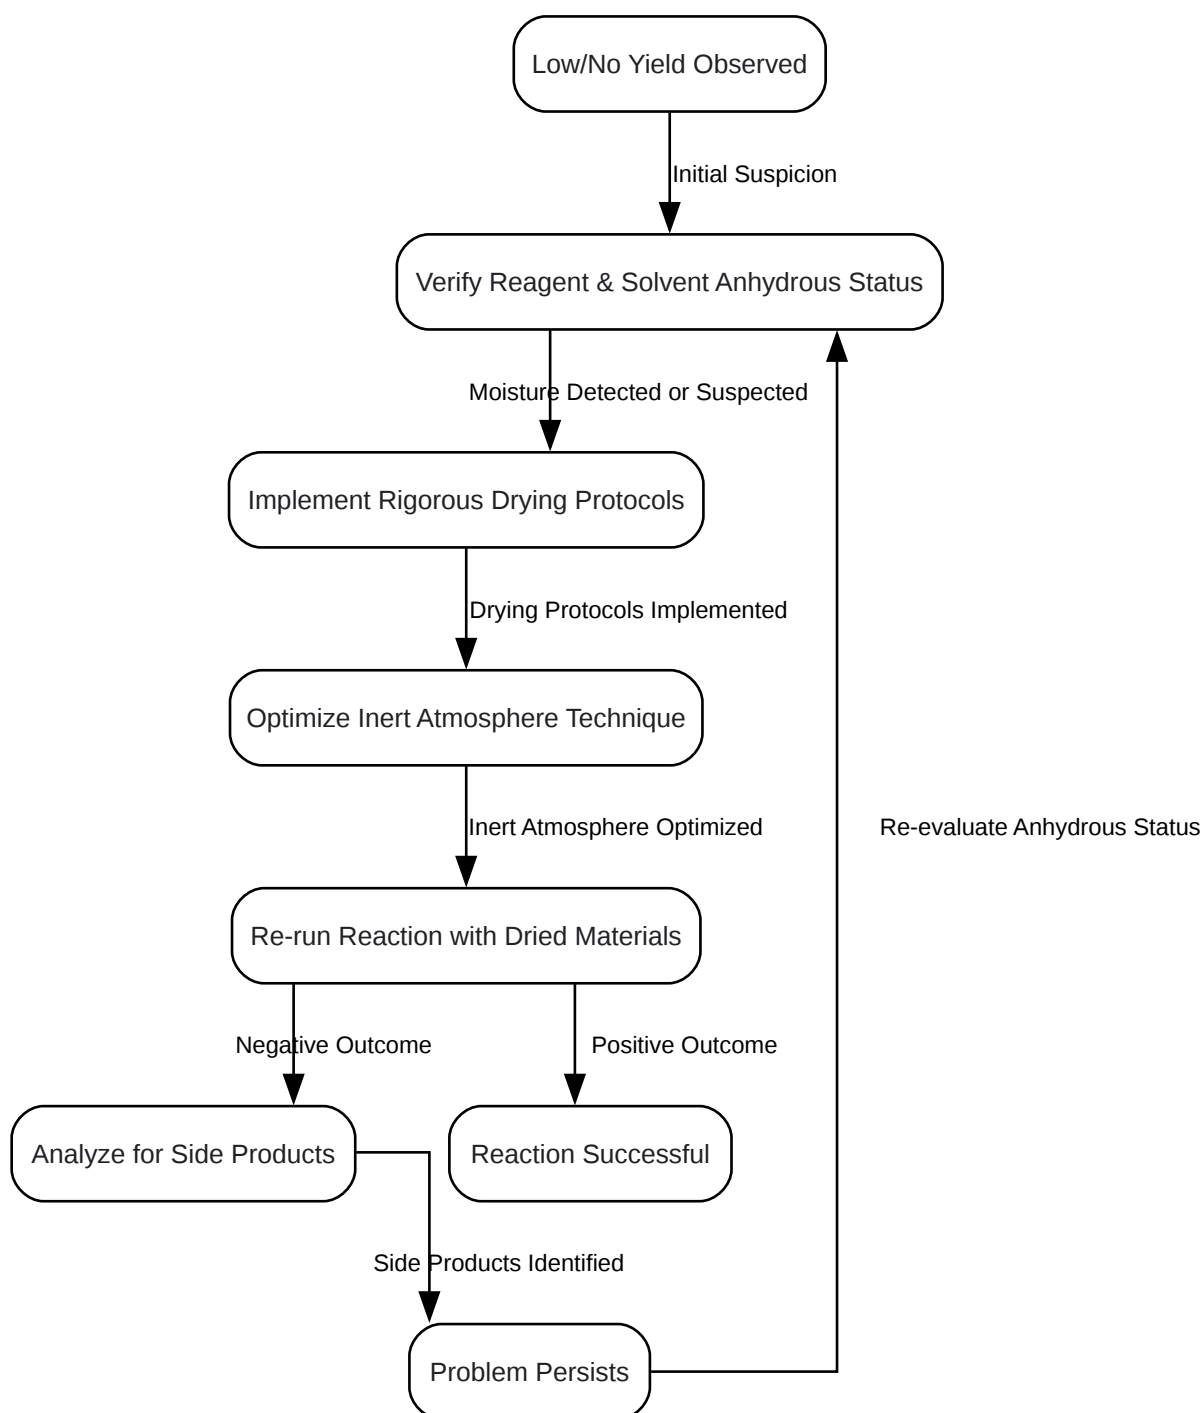 Low/No Yield Observed
Initial Suspicion
Verify Reagent & Solvent Anhydrous Status
Moisture Detected or Suspected
Implement Rigorous Drying Protocols
Drying Protocols Implemented
Optimize Inert Atmosphere Technique
Inert Atmosphere Optimized
Re-evaluate Anhydrous Status
Re-run Reaction with Dried Materials
Negative Outcome
Positive Outcome
Analyze for Side Products
Reaction Successful
Side Products Identified
Problem Persists